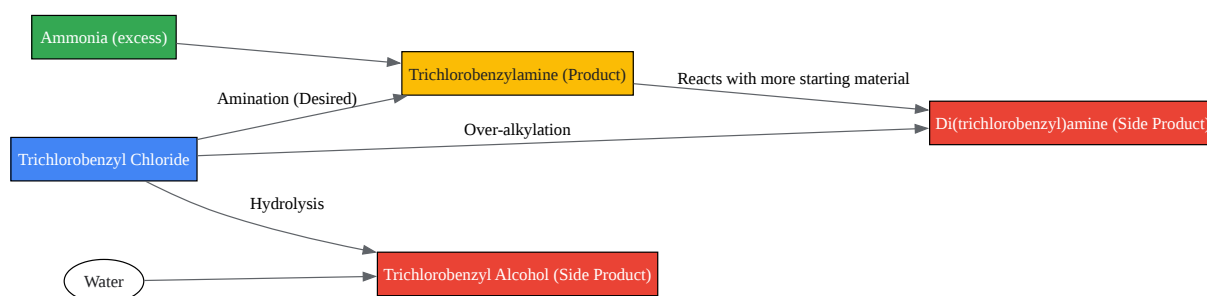 Ammonia (excess)
Trichlorobenzylamine (Product)
Reacts with more starting material
Amination (Desired)
Di(trichlorobenzyl)amine (Side Product)
Over-alkylation
Trichlorobenzyl Chloride
Hydrolysis
Trichlorobenzyl Alcohol (Side Product)
Water